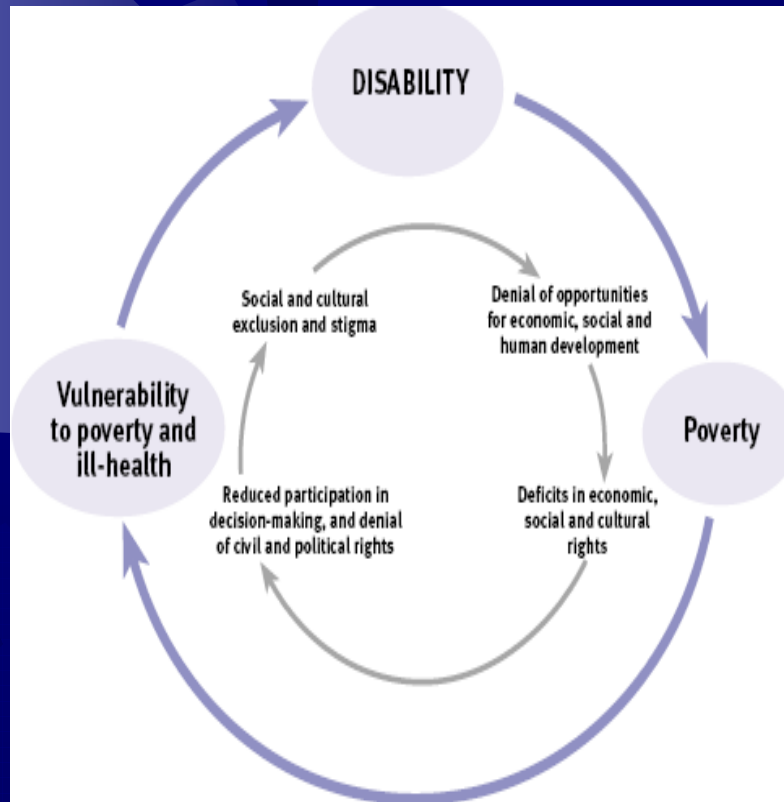 DISABILITY
Social and cultural
exclusion and stigma
Denial of opportunities
for economic, social and
human development
Vulnerability
to poverty and
ill-health
Poverty
Reduced participation in
decision-making, and denial
of civil and political rights
Deficits in economic,
social and cultural
rights